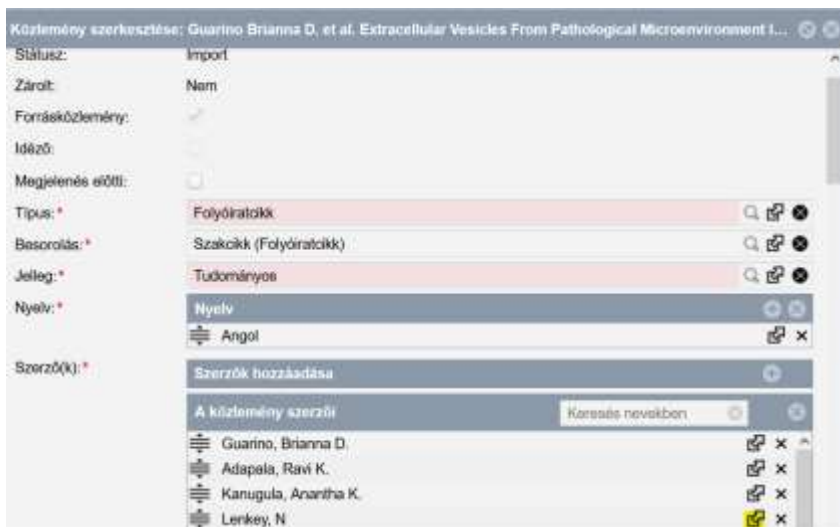 Közlemény szerkesztése: Guarino Brianna D. et al. Extracellular Vesicles From Pathological Microenvironment I...
Státusz: Import
Zárolt: Nem
Forrásközlemény:
Idéző:
Megjelenés előtti:
Típus:* Folyóiratcikk
Besorolás:* Szakcikk (Folyóiratcikk)
Jelleg:* Tudományos
Nyelv:* Nyelv
Angol
Szerző(k):* Szerzők hozzáadása
A közlemény szerzői Keresés nevekben
Guarino, Brianna D.
Adapala, Ravi K.
Kanugula, Anantha K.
Lenkey, N